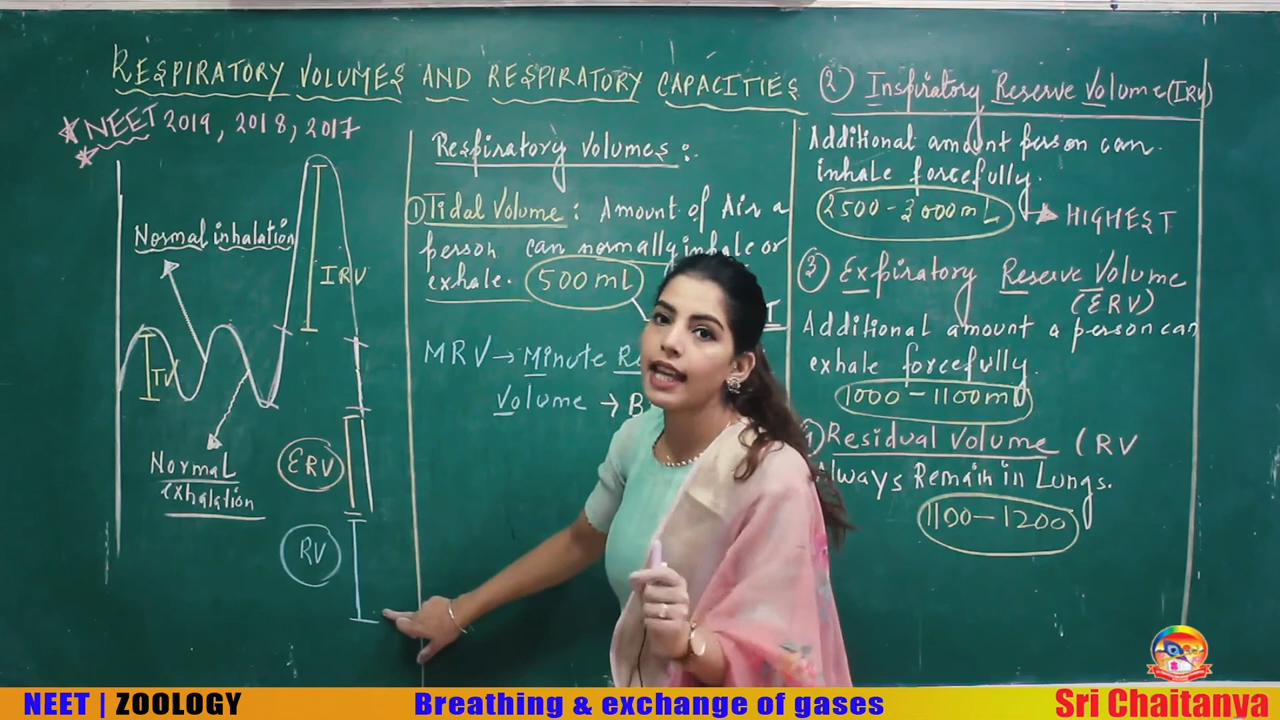 RESPIRATORY VOLUMES AND RESPIRATORY CAPACITIES
NEET 2019, 2018, 2017
Normal inhalation
IRV
TV
Normal
exhalation
ERV
RV
Respiratory Volumes:
① Tidal Volume: Amount of Air a
person can normally inhale or
exhale. 500 mL
MRV → Minute
Volume →
② Inspiratory Reserve Volume (IRV)
Additional amount person can
inhale forcefully.
2500-3000mL → HIGHEST
③ Expiratory Reserve Volume
(ERV)
Additional amount a person can
exhale forcefully.
1000-1100mL
Residual Volume (RV
Always Remain in Lungs.
1100-1200
NEET | ZOOLOGY
Breathing & exchange of gases
Sri Chaitanya